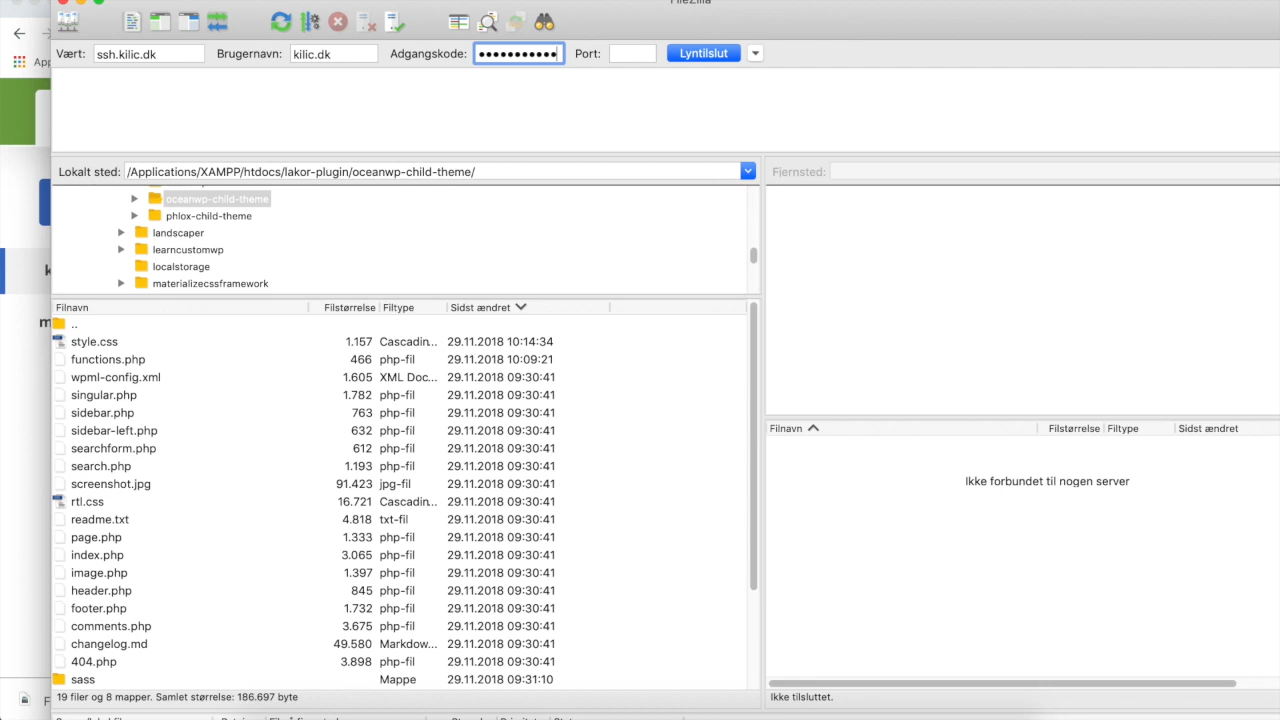 FileZilla
App
Vært: ssh.kilic.dk Brugernavn: kilic.dk Adgangskode: ●●●●●●●●●●● Port: Lyntilslut
Lokalt sted: /Applications/XAMPP/htdocs/lakor-plugin/oceanwp-child-theme/
Fjernsted:
oceanwp-child-theme
phlox-child-theme
landscaper
learncustomwp
localstorage
materializecssframework
Filnavn Filstørrelse Filtype Sidst ændret
..
style.css 1.157 Cascadin... 29.11.2018 10:14:34
functions.php 466 php-fil 29.11.2018 10:09:21
wpml-config.xml 1.605 XML Doc... 29.11.2018 09:30:41
singular.php 1.782 php-fil 29.11.2018 09:30:41
sidebar.php 763 php-fil 29.11.2018 09:30:41
sidebar-left.php 632 php-fil 29.11.2018 09:30:41
searchform.php 612 php-fil 29.11.2018 09:30:41
search.php 1.193 php-fil 29.11.2018 09:30:41
screenshot.jpg 91.423 jpg-fil 29.11.2018 09:30:41
rtl.css 16.721 Cascadin... 29.11.2018 09:30:41
readme.txt 4.818 txt-fil 29.11.2018 09:30:41
page.php 1.333 php-fil 29.11.2018 09:30:41
index.php 3.065 php-fil 29.11.2018 09:30:41
image.php 1.397 php-fil 29.11.2018 09:30:41
header.php 845 php-fil 29.11.2018 09:30:41
footer.php 1.732 php-fil 29.11.2018 09:30:41
comments.php 3.675 php-fil 29.11.2018 09:30:41
changelog.md 49.580 Markdow... 29.11.2018 09:30:41
404.php 3.898 php-fil 29.11.2018 09:30:41
sass Mappe 29.11.2018 09:31:10
19 filer og 8 mapper. Samlet størrelse: 186.697 byte
Filnavn Filstørrelse Filtype Sidst ændret
Ikke forbundet til nogen server
Ikke tilsluttet.